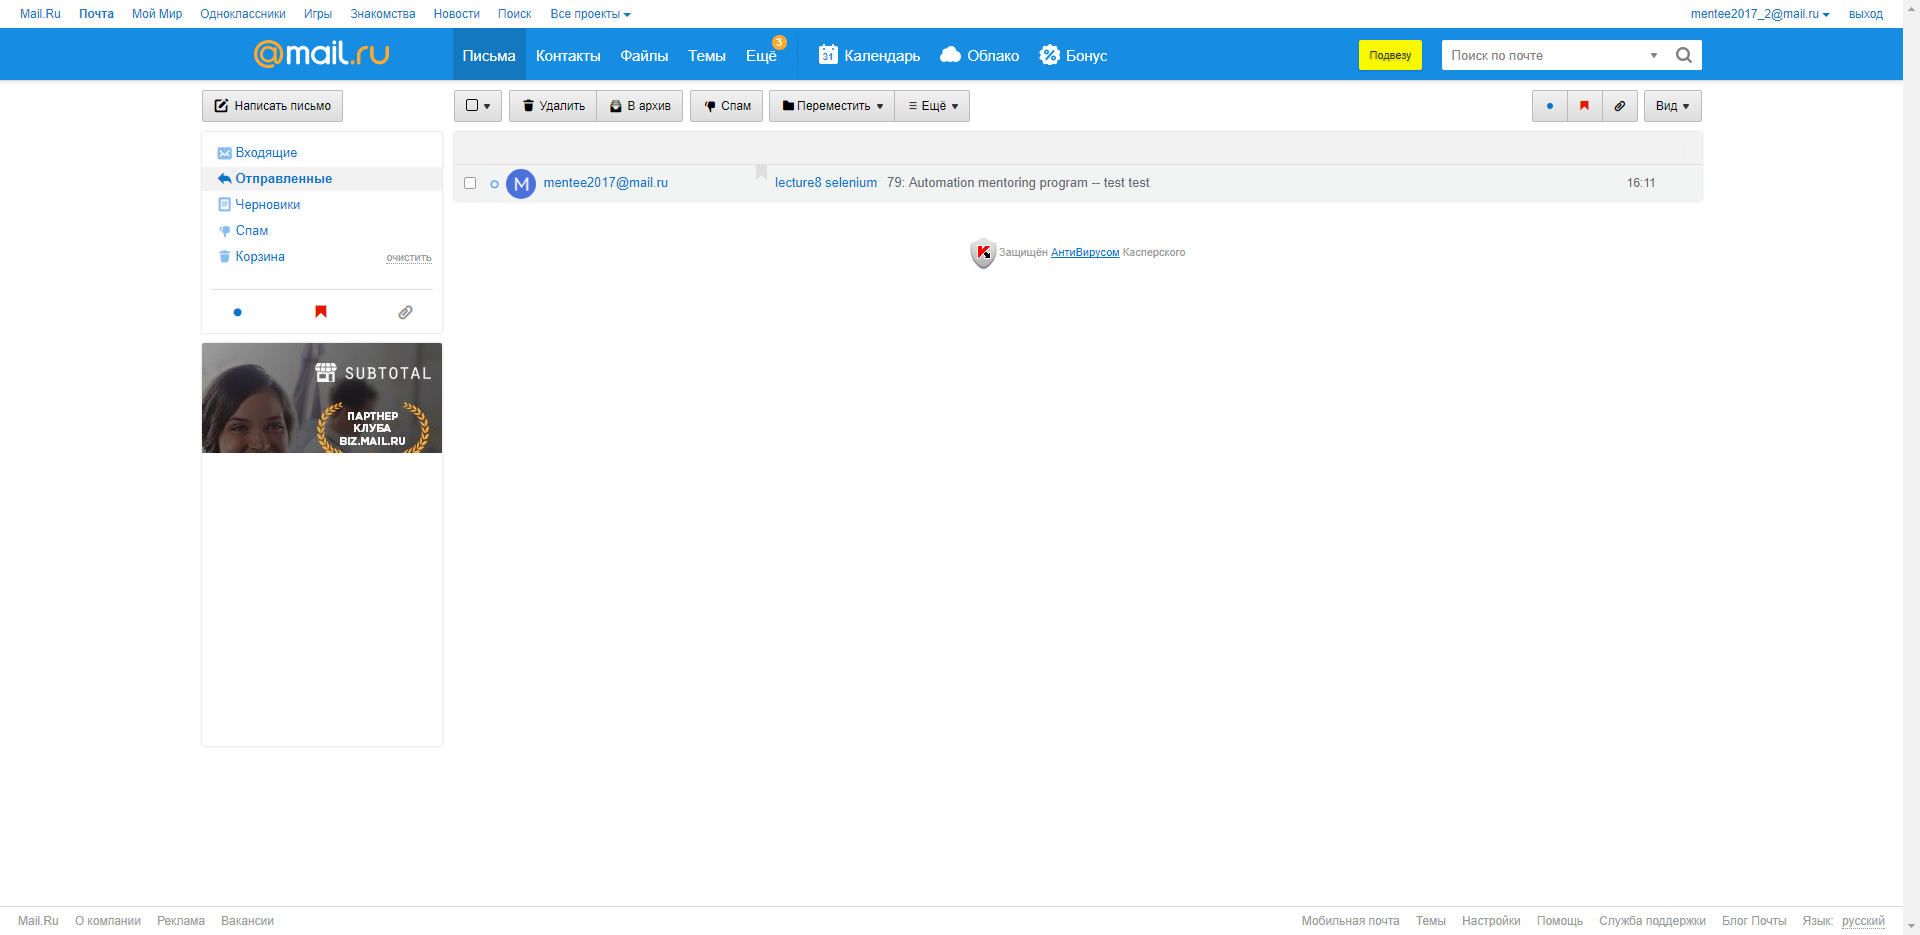 Mail.Ru Почта Мой Мир Одноклассники Игры Знакомства Новости Поиск Все проекты mentee2017_2@mail.ru выход
@mail.ru Письма Контакты Файлы Темы Ещё 3 31 Календарь Облако Бонус Подвезу Поиск по почте
Написать письмо Удалить В архив Спам Переместить Ещё Вид
Входящие
Отправленные
M mentee2017@mail.ru lecture8 selenium 79: Automation mentoring program -- test test 16:11
Черновики
Спам
Корзина очистить
Защищён АнтиВирусом Касперского
SUBTOTAL
ПАРТНЕР
КЛУБА
BIZ.MAIL.RU
Mail.Ru О компании Реклама Вакансии Мобильная почта Темы Настройки Помощь Служба поддержки Блог Почты Язык: русский